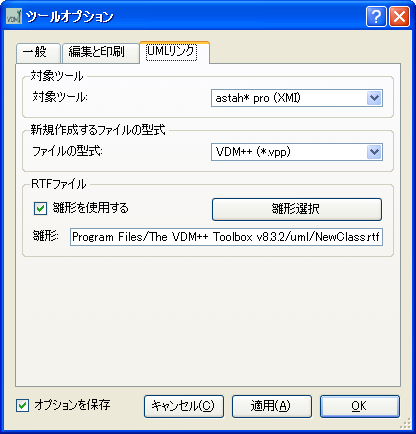 ツールオプション
一般
編集と印刷
UMLリンク
対象ツール
対象ツール:
astah* pro (XMI)
新規作成するファイルの型式
ファイルの型式:
VDM++ (*.vpp)
RTFファイル
雛形を使用する
雛形選択
雛形:
Program Files/The VDM++ Toolbox v8.3.2/uml/NewClass.rtf
オプションを保存
キャンセル(C)
適用(A)
OK